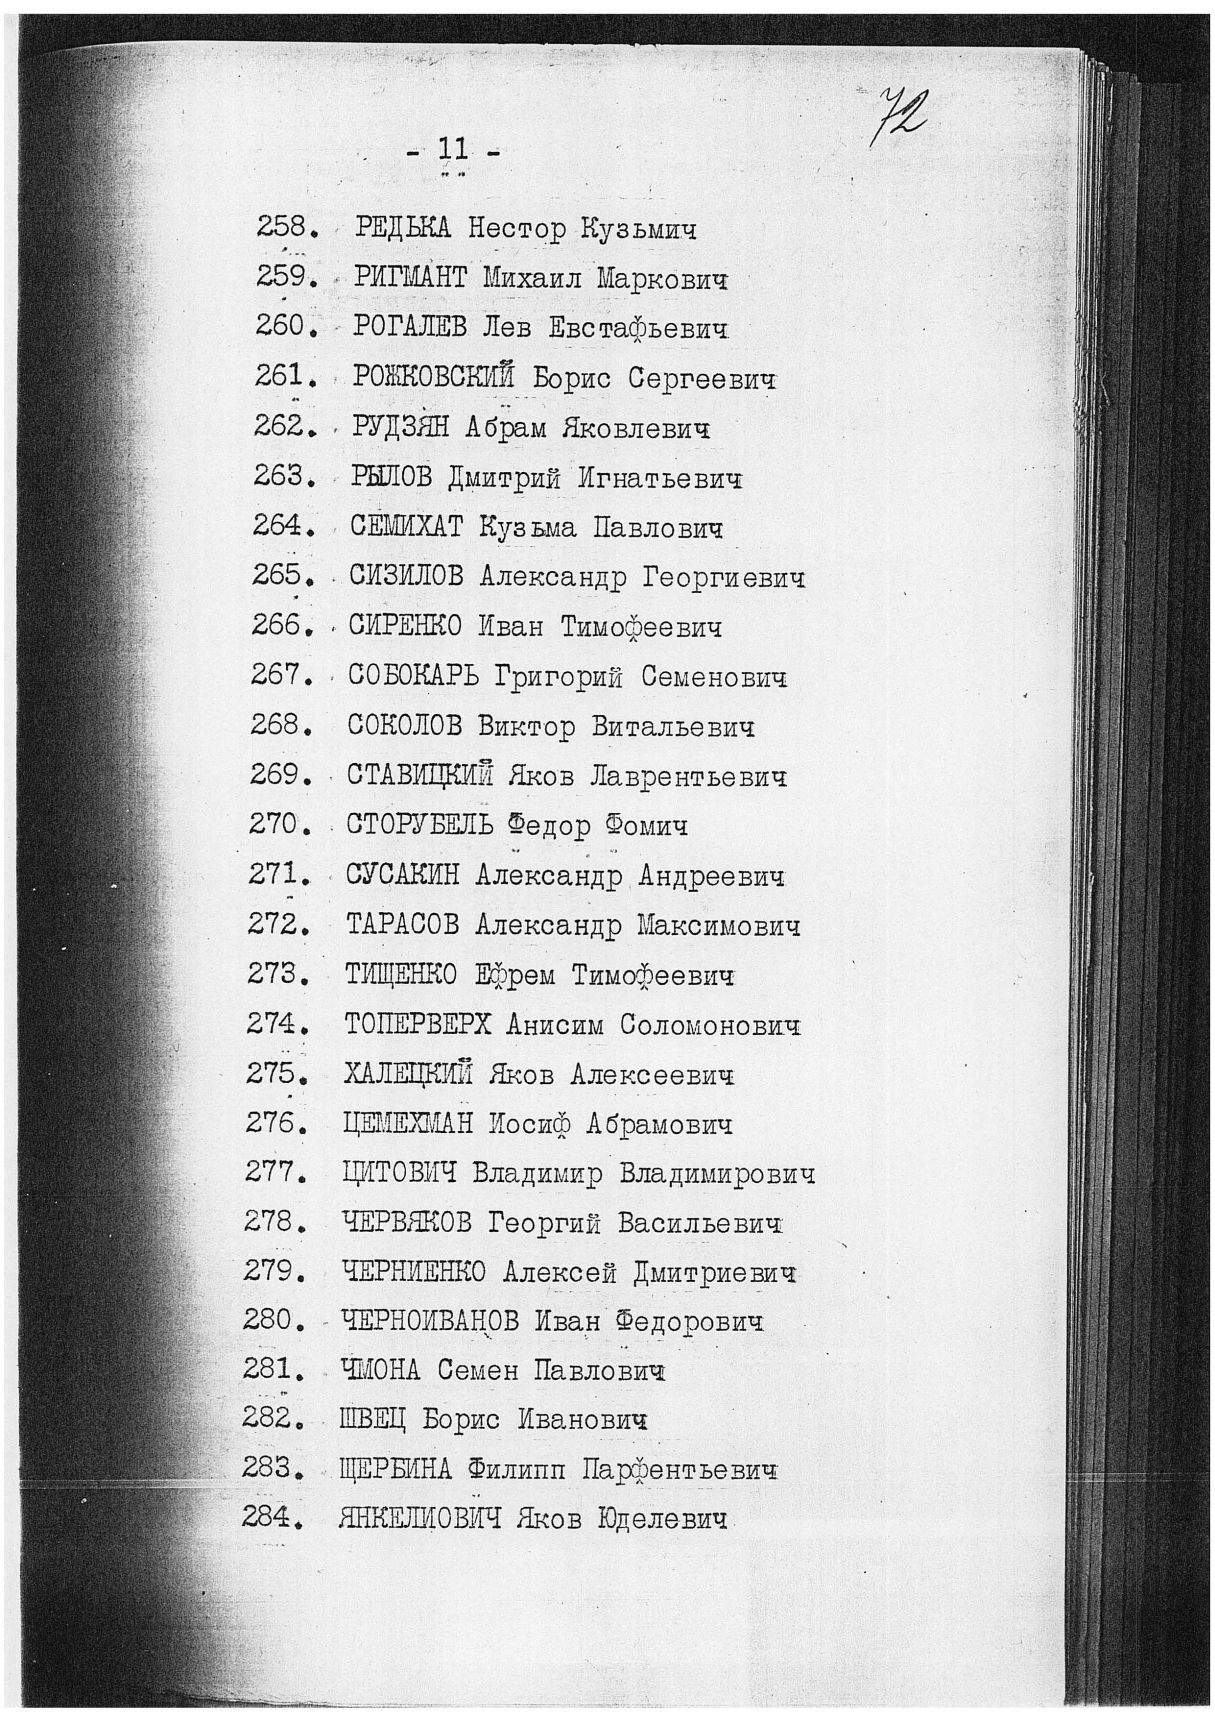 72
- 11 -
258. РЕДЬКА Нестор Кузьмич
259. РИГМАНТ Михаил Маркович
260. РОГАЛЕВ Лев Евстафьевич
261. РОЖКОВСКИЙ Борис Сергеевич
262. РУДЗЯН Абрам Яковлевич
263. РЫЛОВ Дмитрий Игнатьевич
264. СЕМИХАТ Кузьма Павлович
265. СИЗИЛОВ Александр Георгиевич
266. СИРЕНКО Иван Тимофеевич
267. СОБОКАРЬ Григорий Семенович
268. СОКОЛОВ Виктор Витальевич
269. СТАВИЦКИЙ Яков Лаврентьевич
270. СТОРУБЕЛЬ Федор Фомич
271. СУСАКИН Александр Андреевич
272. ТАРАСОВ Александр Максимович
273. ТИЩЕНКО Ефрем Тимофеевич
274. ТОПЕРВЕРХ Анисим Соломонович
275. ХАЛЕЦКИЙ Яков Алексеевич
276. ЦЕМЕХМАН Иосиф Абрамович
277. ЦИТОВИЧ Владимир Владимирович
278. ЧЕРВЯКОВ Георгий Васильевич
279. ЧЕРНИЕНКО Алексей Дмитриевич
280. ЧЕРНОИВАНОВ Иван Федорович
281. ЧМОНА Семен Павлович
282. ШВЕЦ Борис Иванович
283. ЩЕРБИНА Филипп Парфентьевич
284. ЯНКЕЛИОВИЧ Яков Юделевич